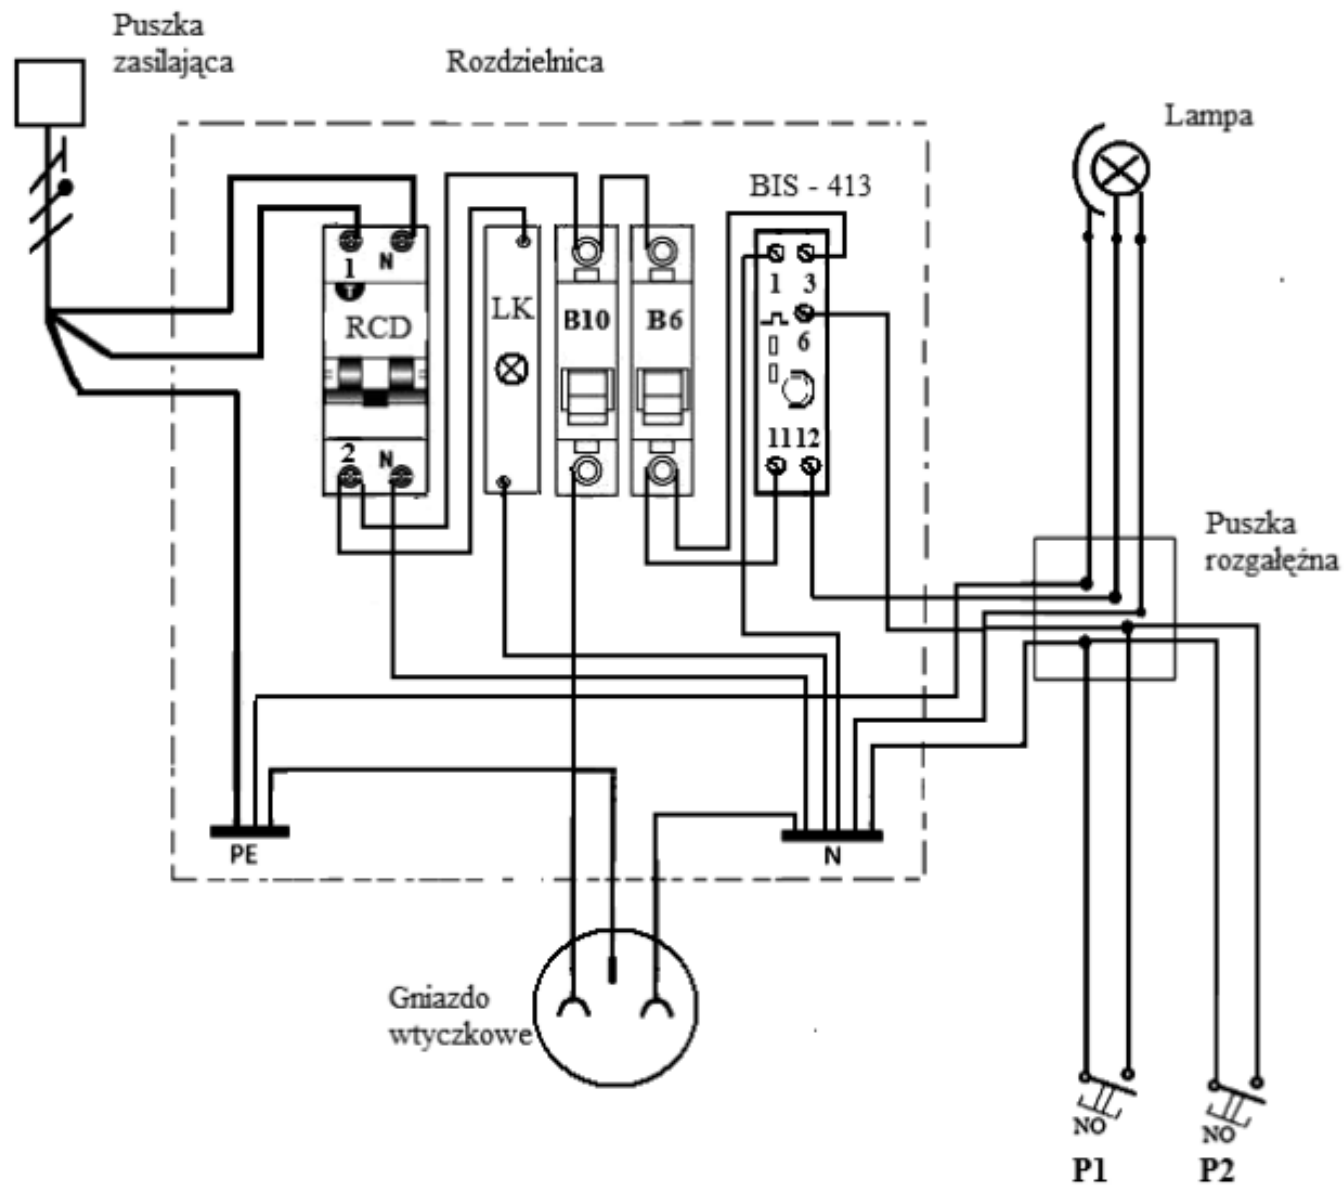 Puszka
zasilająca
Rozdzielnica
Lampa
BIS - 413
1 N
RCD
2 N
LK
B10
B6
1 3
6
11 12
Puszka
rozgałęźna
PE
N
Gniazdo
wtyczkowe
NO
P1
NO
P2